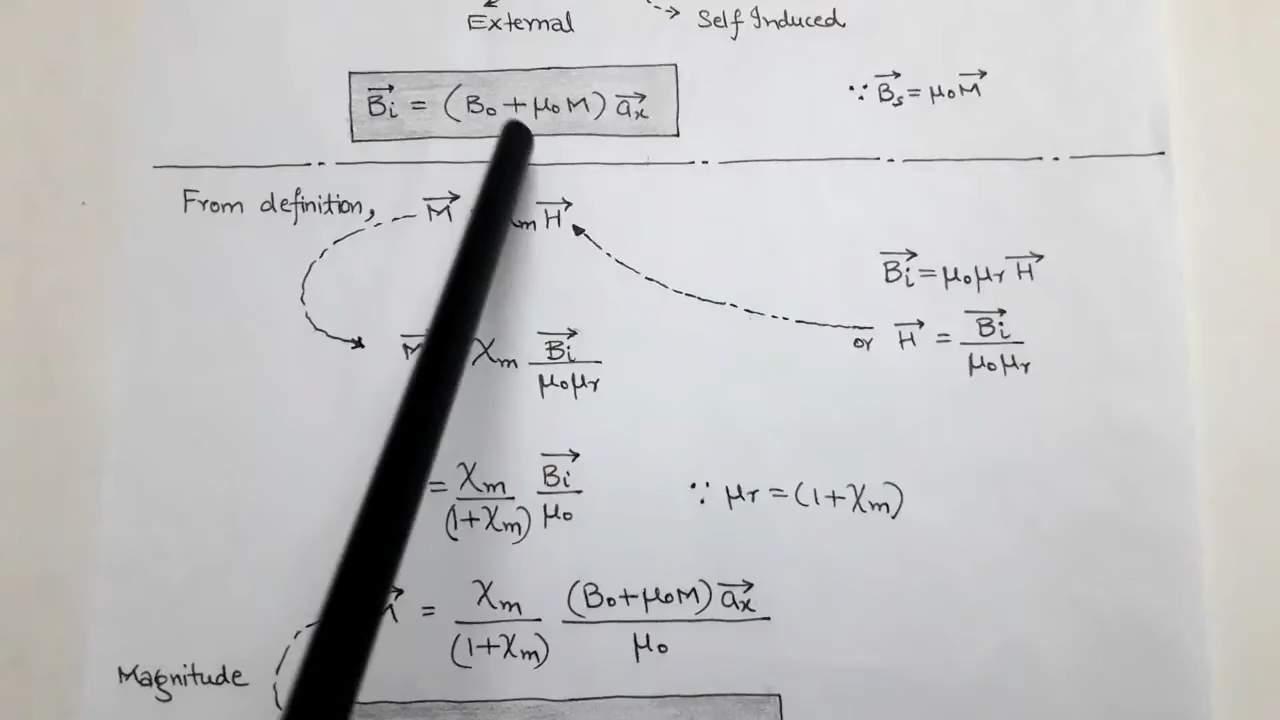 External --> Self Induced
B⃗i = (B₀ + μ₀M) a⃗x ∵ B⃗s = μ₀M⃗
From definition, M⃗ m H⃗
B⃗i = μ₀μr H⃗
or H⃗ = B⃗i / μ₀μr
M χm B⃗i / μ₀μr
= χm / (1+χm) B⃗i / μ₀ ∵ μr = (1+χm)
= χm / (1+χm) (B₀+μ₀M) a⃗x / μ₀
Magnitude